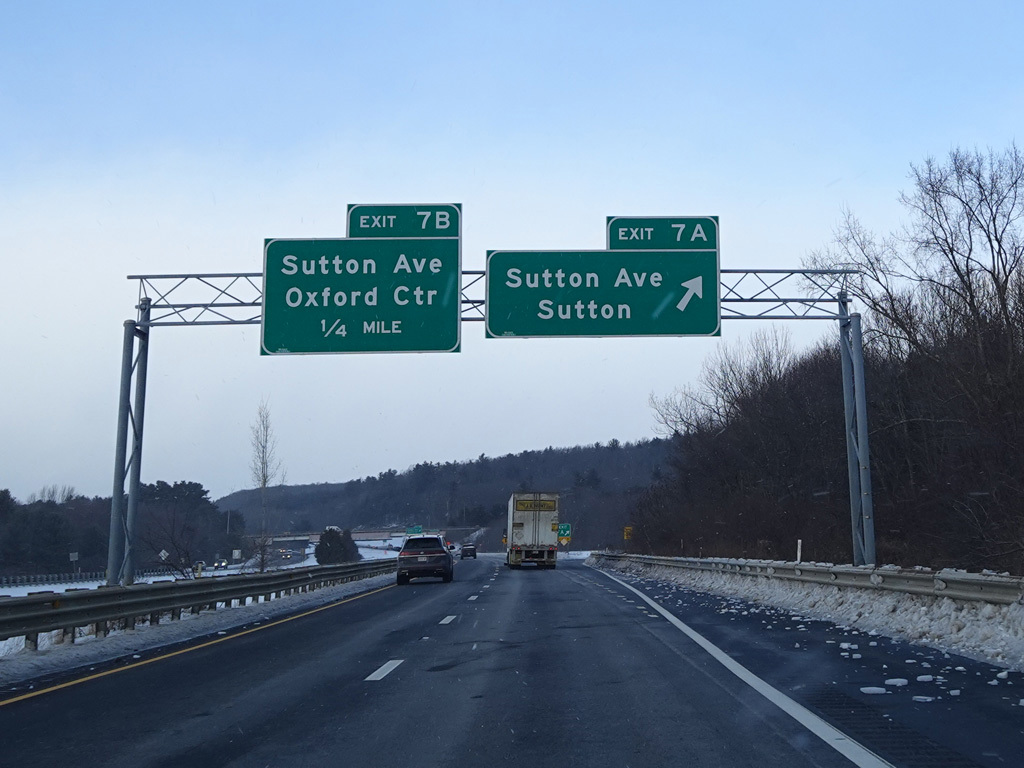 EXIT 7B
Sutton Ave
Oxford Ctr
1/4 MILE
EXIT 7A
Sutton Ave
Sutton